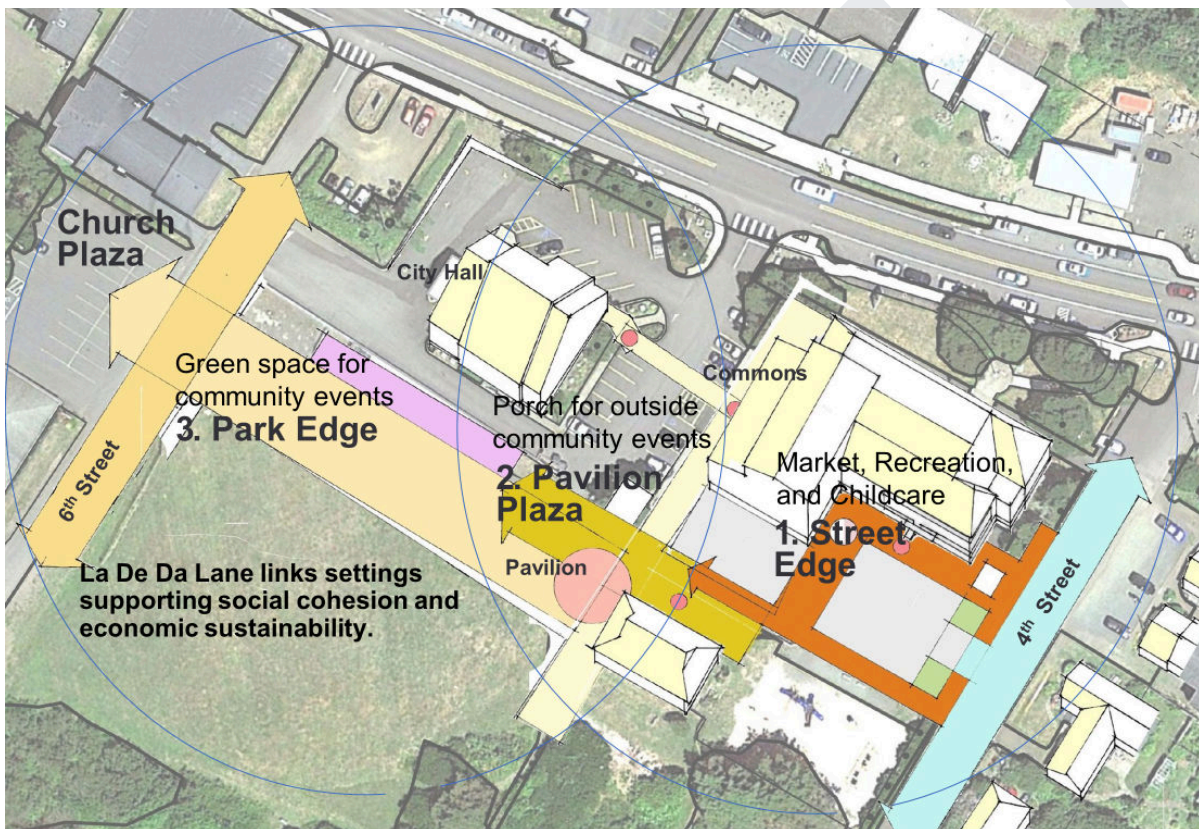 Church
Plaza
City Hall
Green space for
community events
3. Park Edge
Commons
Porch for outside
community events
2. Pavilion
Plaza
Market, Recreation,
and Childcare
1. Street
Edge
6th Street
Pavilion
La De Da Lane links settings
supporting social cohesion and
economic sustainability.
4th Street